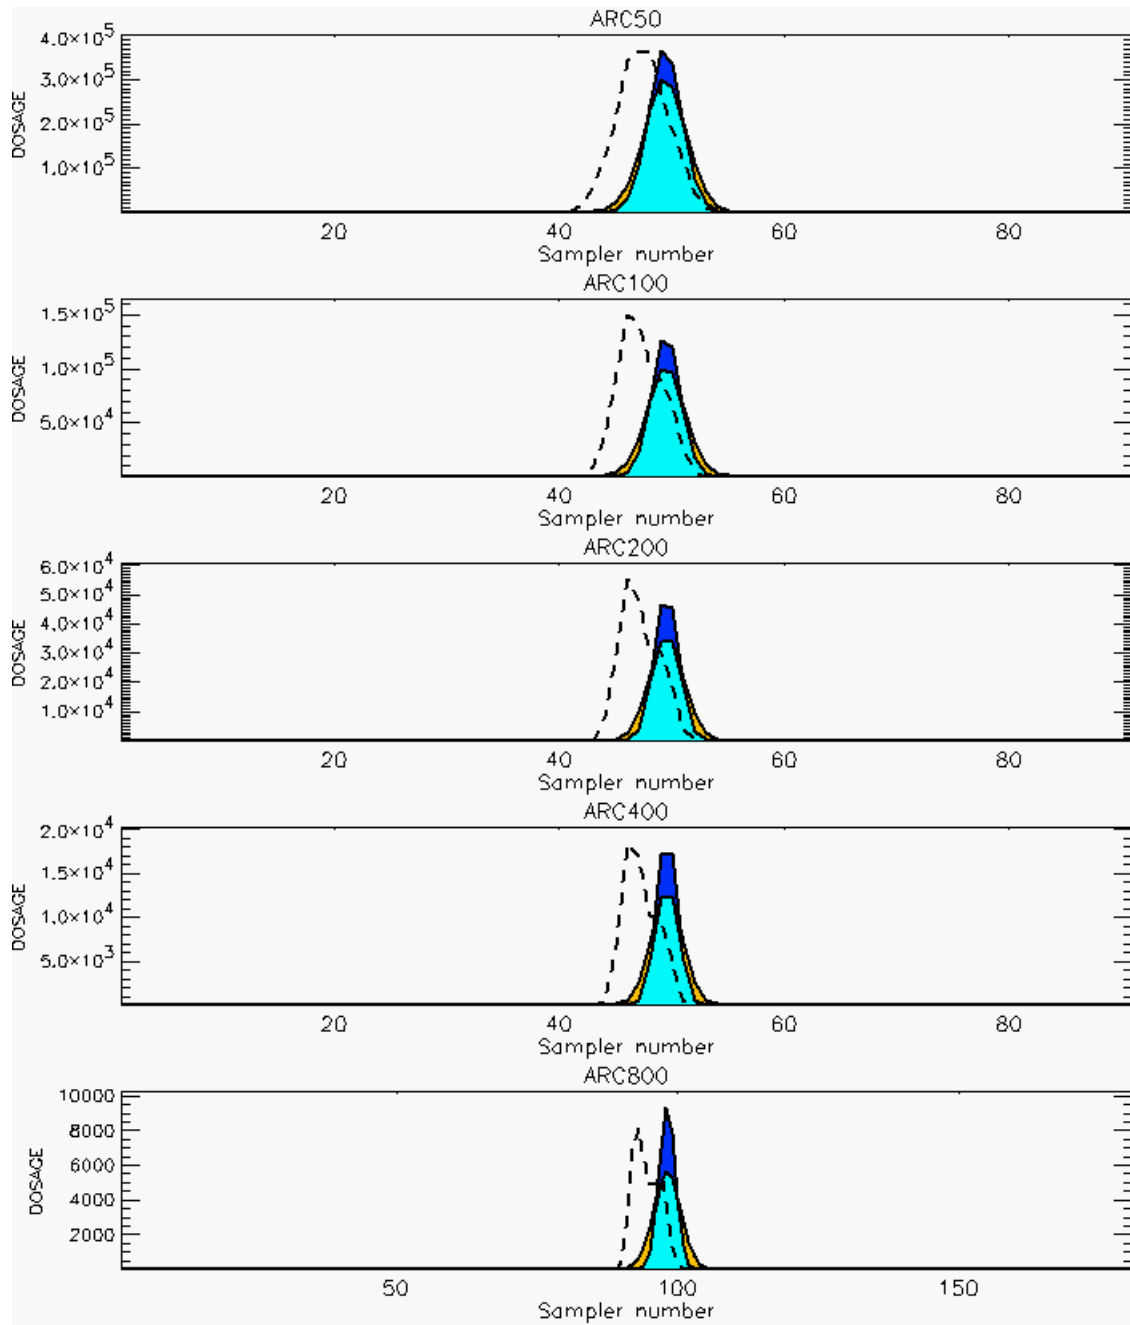 ARC50
4.0×10^5
3.0×10^5
2.0×10^5
1.0×10^5
DOSAGE
20 40 60 80
Sampler number
ARC100
1.5×10^5
1.0×10^5
5.0×10^4
DOSAGE
20 40 60 80
Sampler number
ARC200
6.0×10^4
5.0×10^4
4.0×10^4
3.0×10^4
2.0×10^4
1.0×10^4
DOSAGE
20 40 60 80
Sampler number
ARC400
2.0×10^4
1.5×10^4
1.0×10^4
5.0×10^3
DOSAGE
20 40 60 80
Sampler number
ARC800
10000
8000
6000
4000
2000
DOSAGE
50 100 150
Sampler number